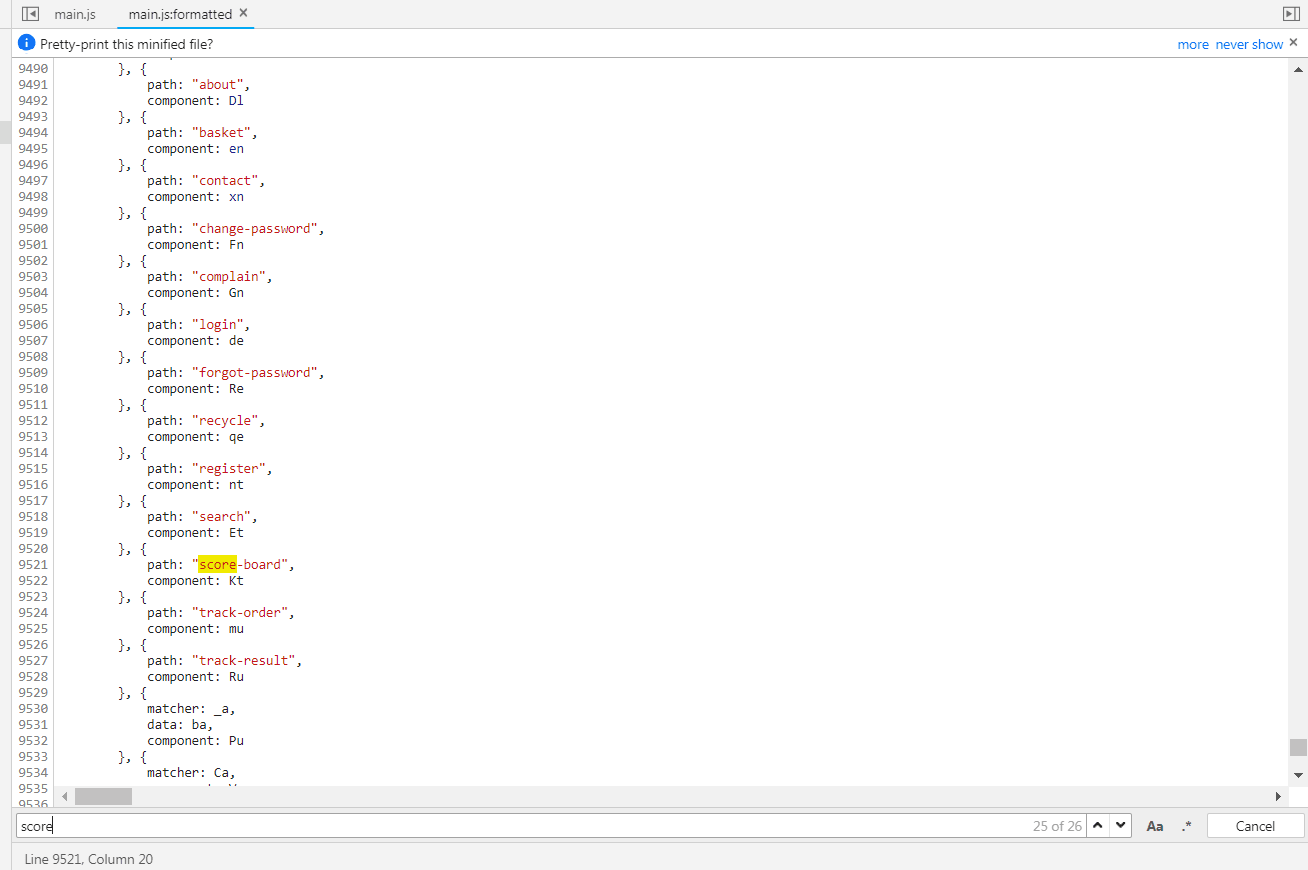 main.js main.js:formatted ×
Pretty-print this minified file? more never show ×
9490 }, {
9491 path: "about",
9492 component: Dl
9493 }, {
9494 path: "basket",
9495 component: en
9496 }, {
9497 path: "contact",
9498 component: xn
9499 }, {
9500 path: "change-password",
9501 component: Fn
9502 }, {
9503 path: "complain",
9504 component: Gn
9505 }, {
9506 path: "login",
9507 component: de
9508 }, {
9509 path: "forgot-password",
9510 component: Re
9511 }, {
9512 path: "recycle",
9513 component: qe
9514 }, {
9515 path: "register",
9516 component: nt
9517 }, {
9518 path: "search",
9519 component: Et
9520 }, {
9521 path: "score-board",
9522 component: Kt
9523 }, {
9524 path: "track-order",
9525 component: mu
9526 }, {
9527 path: "track-result",
9528 component: Ru
9529 }, {
9530 matcher: _a,
9531 data: ba,
9532 component: Pu
9533 }, {
9534 matcher: Ca,
9535
9536
score 25 of 26 Aa .* Cancel
Line 9521, Column 20